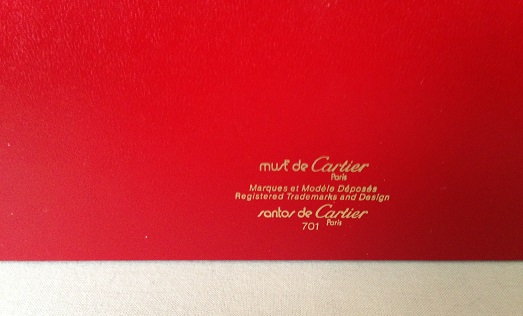 must de Cartier
Paris
Marques et Modèle Déposés
Registered Trademarks and Design
santos de Cartier
701 Paris